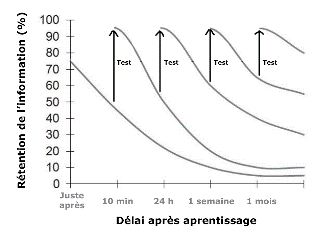 Rétention de l'information (%)
100
90
80
70
60
50
40
30
20
10
0
Test
Test
Test
Test
Juste
après
10 min
24 h
1 semaine
1 mois
Délai après aprentissage